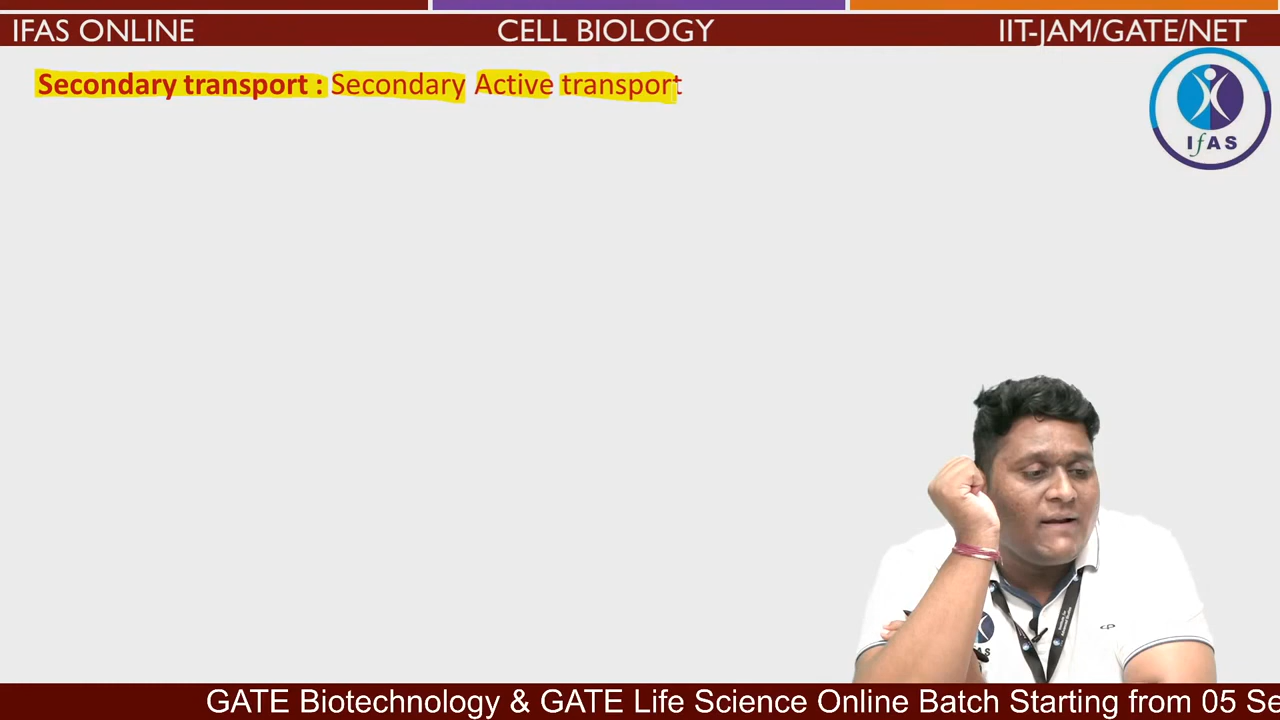 IFAS ONLINE
CELL BIOLOGY
IIT-JAM/GATE/NET
Secondary transport : Secondary Active transport
IfAS
GATE Biotechnology & GATE Life Science Online Batch Starting from 05 Se